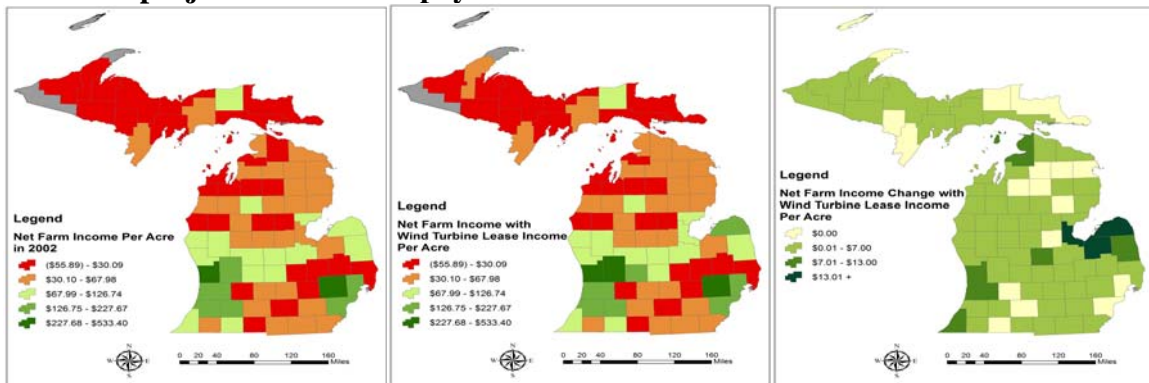 Legend
Net Farm Income Per Acre
in 2002
($55.89) - $30.09
$30.10 - $67.98
$67.99 - $126.74
$126.75 - $227.67
$227.68 - $533.40
N
W E
S
0 20 40 80 120 160
Miles
Legend
Net Farm Income with
Wind Turbine Lease Income
Per Acre
($55.89) - $30.09
$30.10 - $67.98
$67.99 - $126.74
$126.75 - $227.67
$227.68 - $533.40
N
W E
S
0 20 40 80 120 160
Miles
Legend
Net Farm Income Change with
Wind Turbine Lease Income
Per Acre
$0.00
$0.01 - $7.00
$7.01 - $13.00
$13.01 +
N
W E
S
0 20 40 80 120 160
Miles